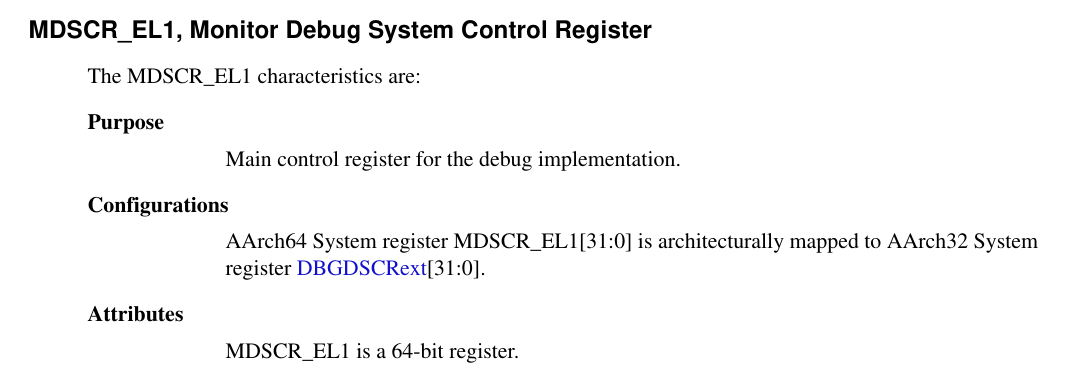 MDSCR_EL1, Monitor Debug System Control Register
The MDSCR_EL1 characteristics are:
Purpose
Main control register for the debug implementation.
Configurations
AArch64 System register MDSCR_EL1[31:0] is architecturally mapped to AArch32 System
register DBGDSCRext[31:0].
Attributes
MDSCR_EL1 is a 64-bit register.